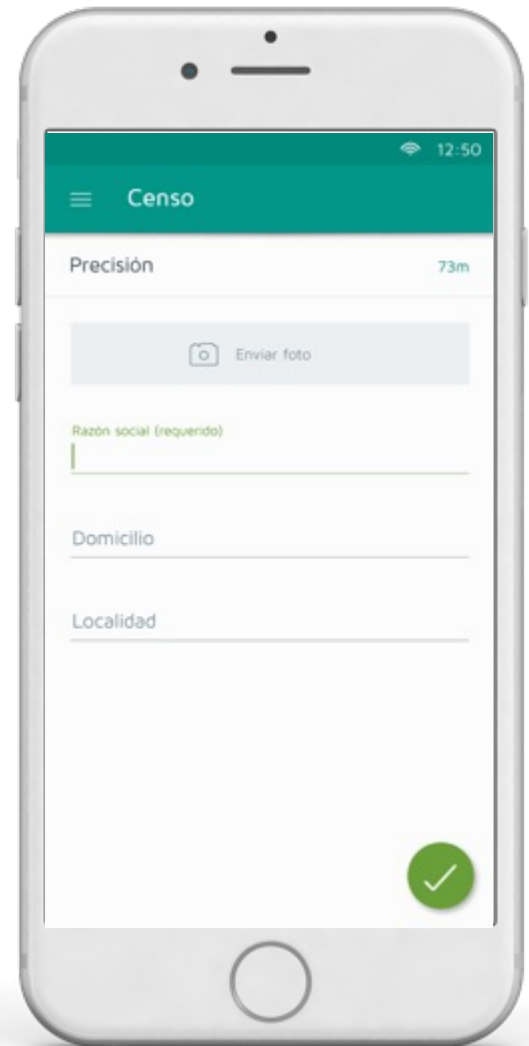 12:50
Censo
Precisión 73m
Enviar foto
Razón social (requerido)
Domicilio
Localidad